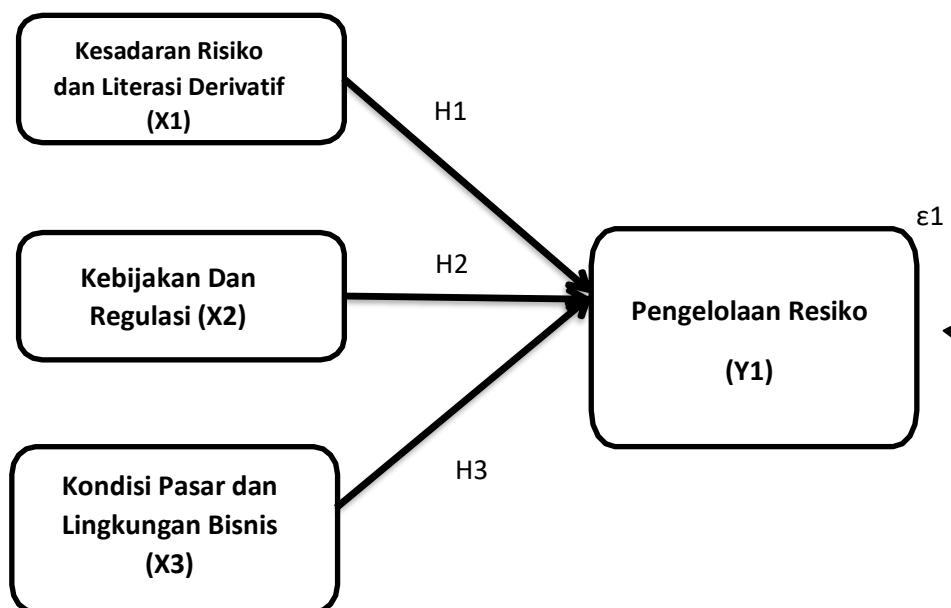 Kesadaran Risiko
dan Literasi Derivatif
(X1)
H1
ε1
Kebijakan Dan
Regulasi (X2)
H2
Pengelolaan Resiko
(Y1)
H3
Kondisi Pasar dan
Lingkungan Bisnis
(X3)